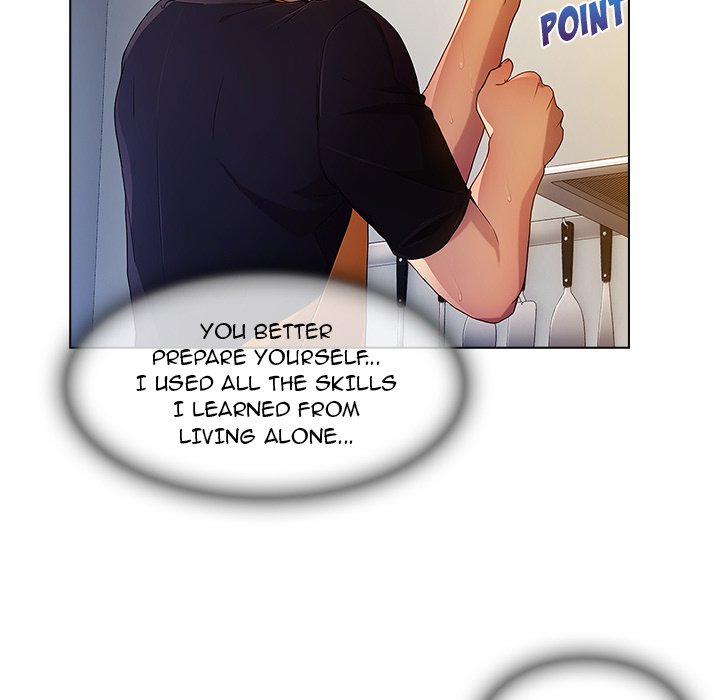 POINT
YOU BETTER
PREPARE YOURSELF...
I USED ALL THE SKILLS
I LEARNED FROM
LIVING ALONE...